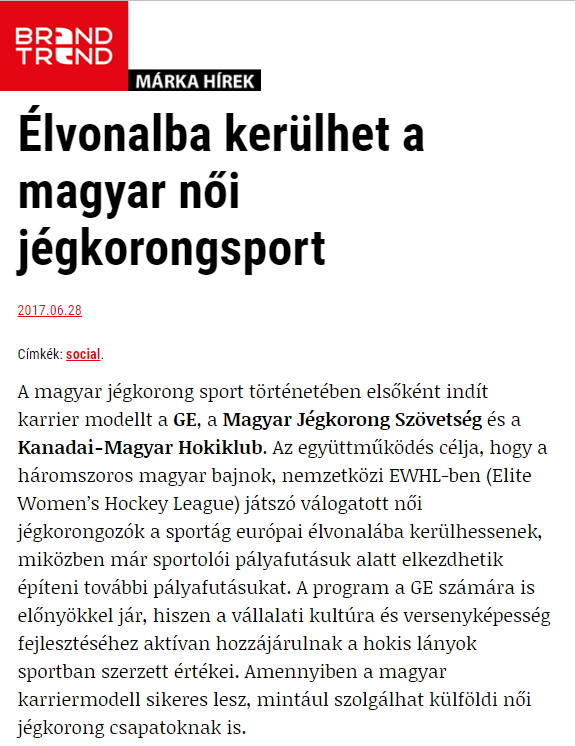 BRAND
TREND
MÁRKA HÍREK
Élvonalba kerülhet a
magyar női
jégkorongsport
2017.06.28
Címkék: social.
A magyar jégkorong sport történetében elsőként indít
karrier modellt a GE, a Magyar Jégkorong Szövetség és a
Kanadai-Magyar Hokiklub. Az együttműködés célja, hogy a
háromszoros magyar bajnok, nemzetközi EWHL-ben (Elite
Women’s Hockey League) játszó válogatott női
jégkorongozók a sportág európai élvonalába kerülhessenek,
miközben már sportolói pályafutásuk alatt elkezdhetik
építeni további pályafutásukat. A program a GE számára is
előnyökkel jár, hiszen a vállalati kultúra és versenyképesség
fejlesztéséhez aktívan hozzájárulnak a hokis lányok
sportban szerzett értékei. Amennyiben a magyar
karriermodell sikeres lesz, mintául szolgálhat külföldi női
jégkorong csapatoknak is.